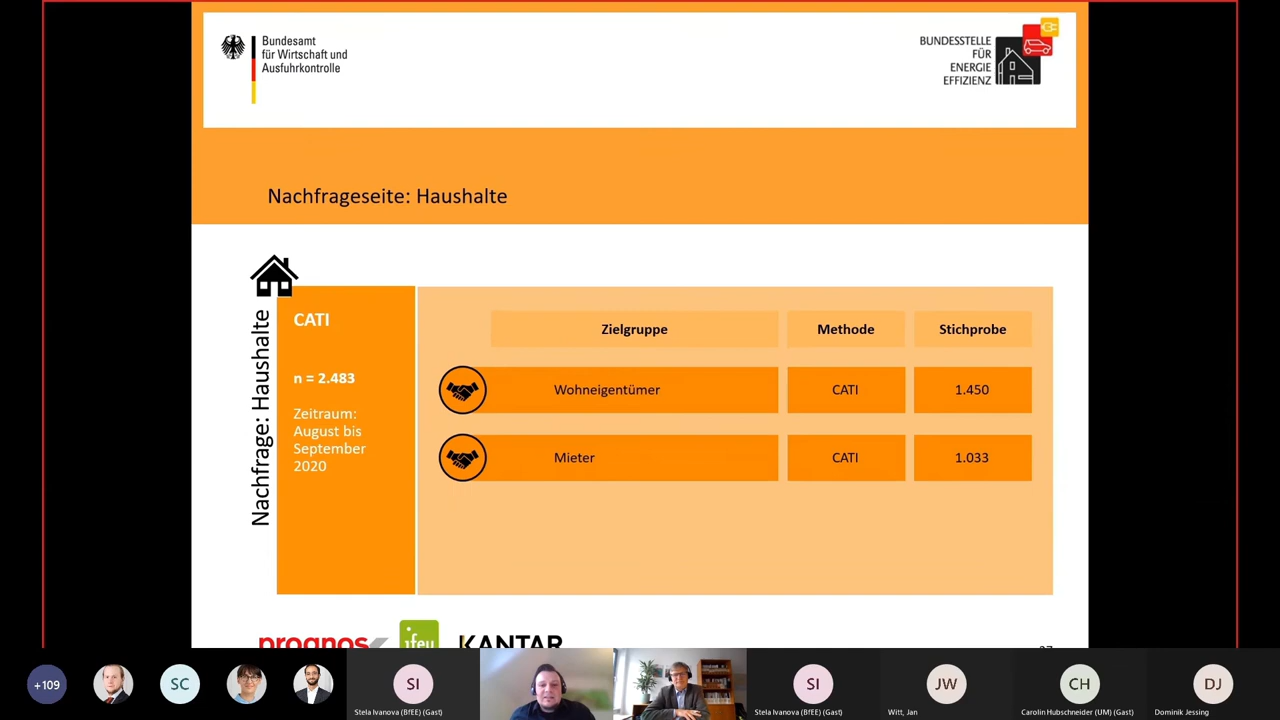 Bundesamt
für Wirtschaft und
Ausfuhrkontrolle
BUNDESSTELLE
FÜR
ENERGIE
EFFIZIENZ
Nachfrageseite: Haushalte
Nachfrage: Haushalte
CATI
n = 2.483
Zeitraum:
August bis
September
2020
Zielgruppe Methode Stichprobe
Wohneigentümer CATI 1.450
Mieter CATI 1.033
prognos ifeu KANTAR
+109 SC SI SI JW CH DJ
Stela Ivanova (BfEE) (Gast) Stela Ivanova (BfEE) (Gast) Witt, Jan Carolin Hubschneider (UM) (Gast) Dominik Jessing